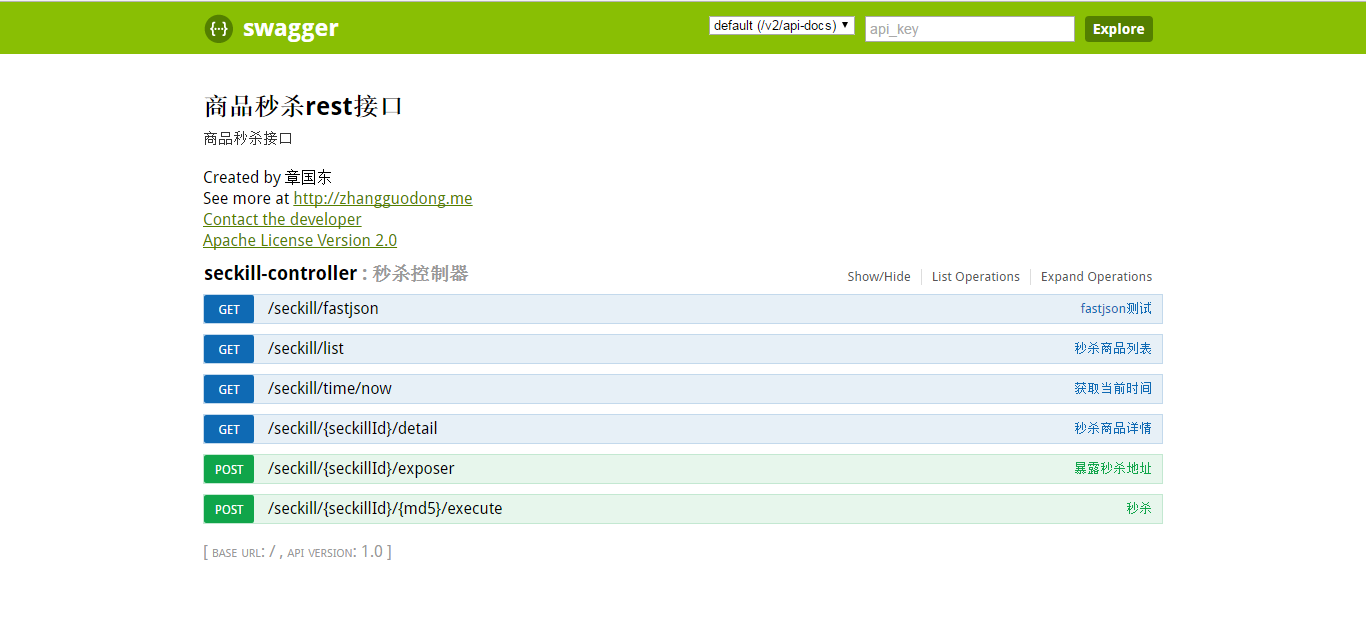 {··} swagger default (/v2/api-docs) ▼ api_key Explore
商品秒杀rest接口
商品秒杀接口
Created by 章国东
See more at http://zhangguodong.me
Contact the developer
Apache License Version 2.0
seckill-controller : 秒杀控制器 Show/Hide List Operations Expand Operations
GET /seckill/fastjson fastjson测试
GET /seckill/list 秒杀商品列表
GET /seckill/time/now 获取当前时间
GET /seckill/{seckillId}/detail 秒杀商品详情
POST /seckill/{seckillId}/exposer 暴露秒杀地址
POST /seckill/{seckillId}/{md5}/execute 秒杀
[ BASE URL: / , API VERSION: 1.0 ]